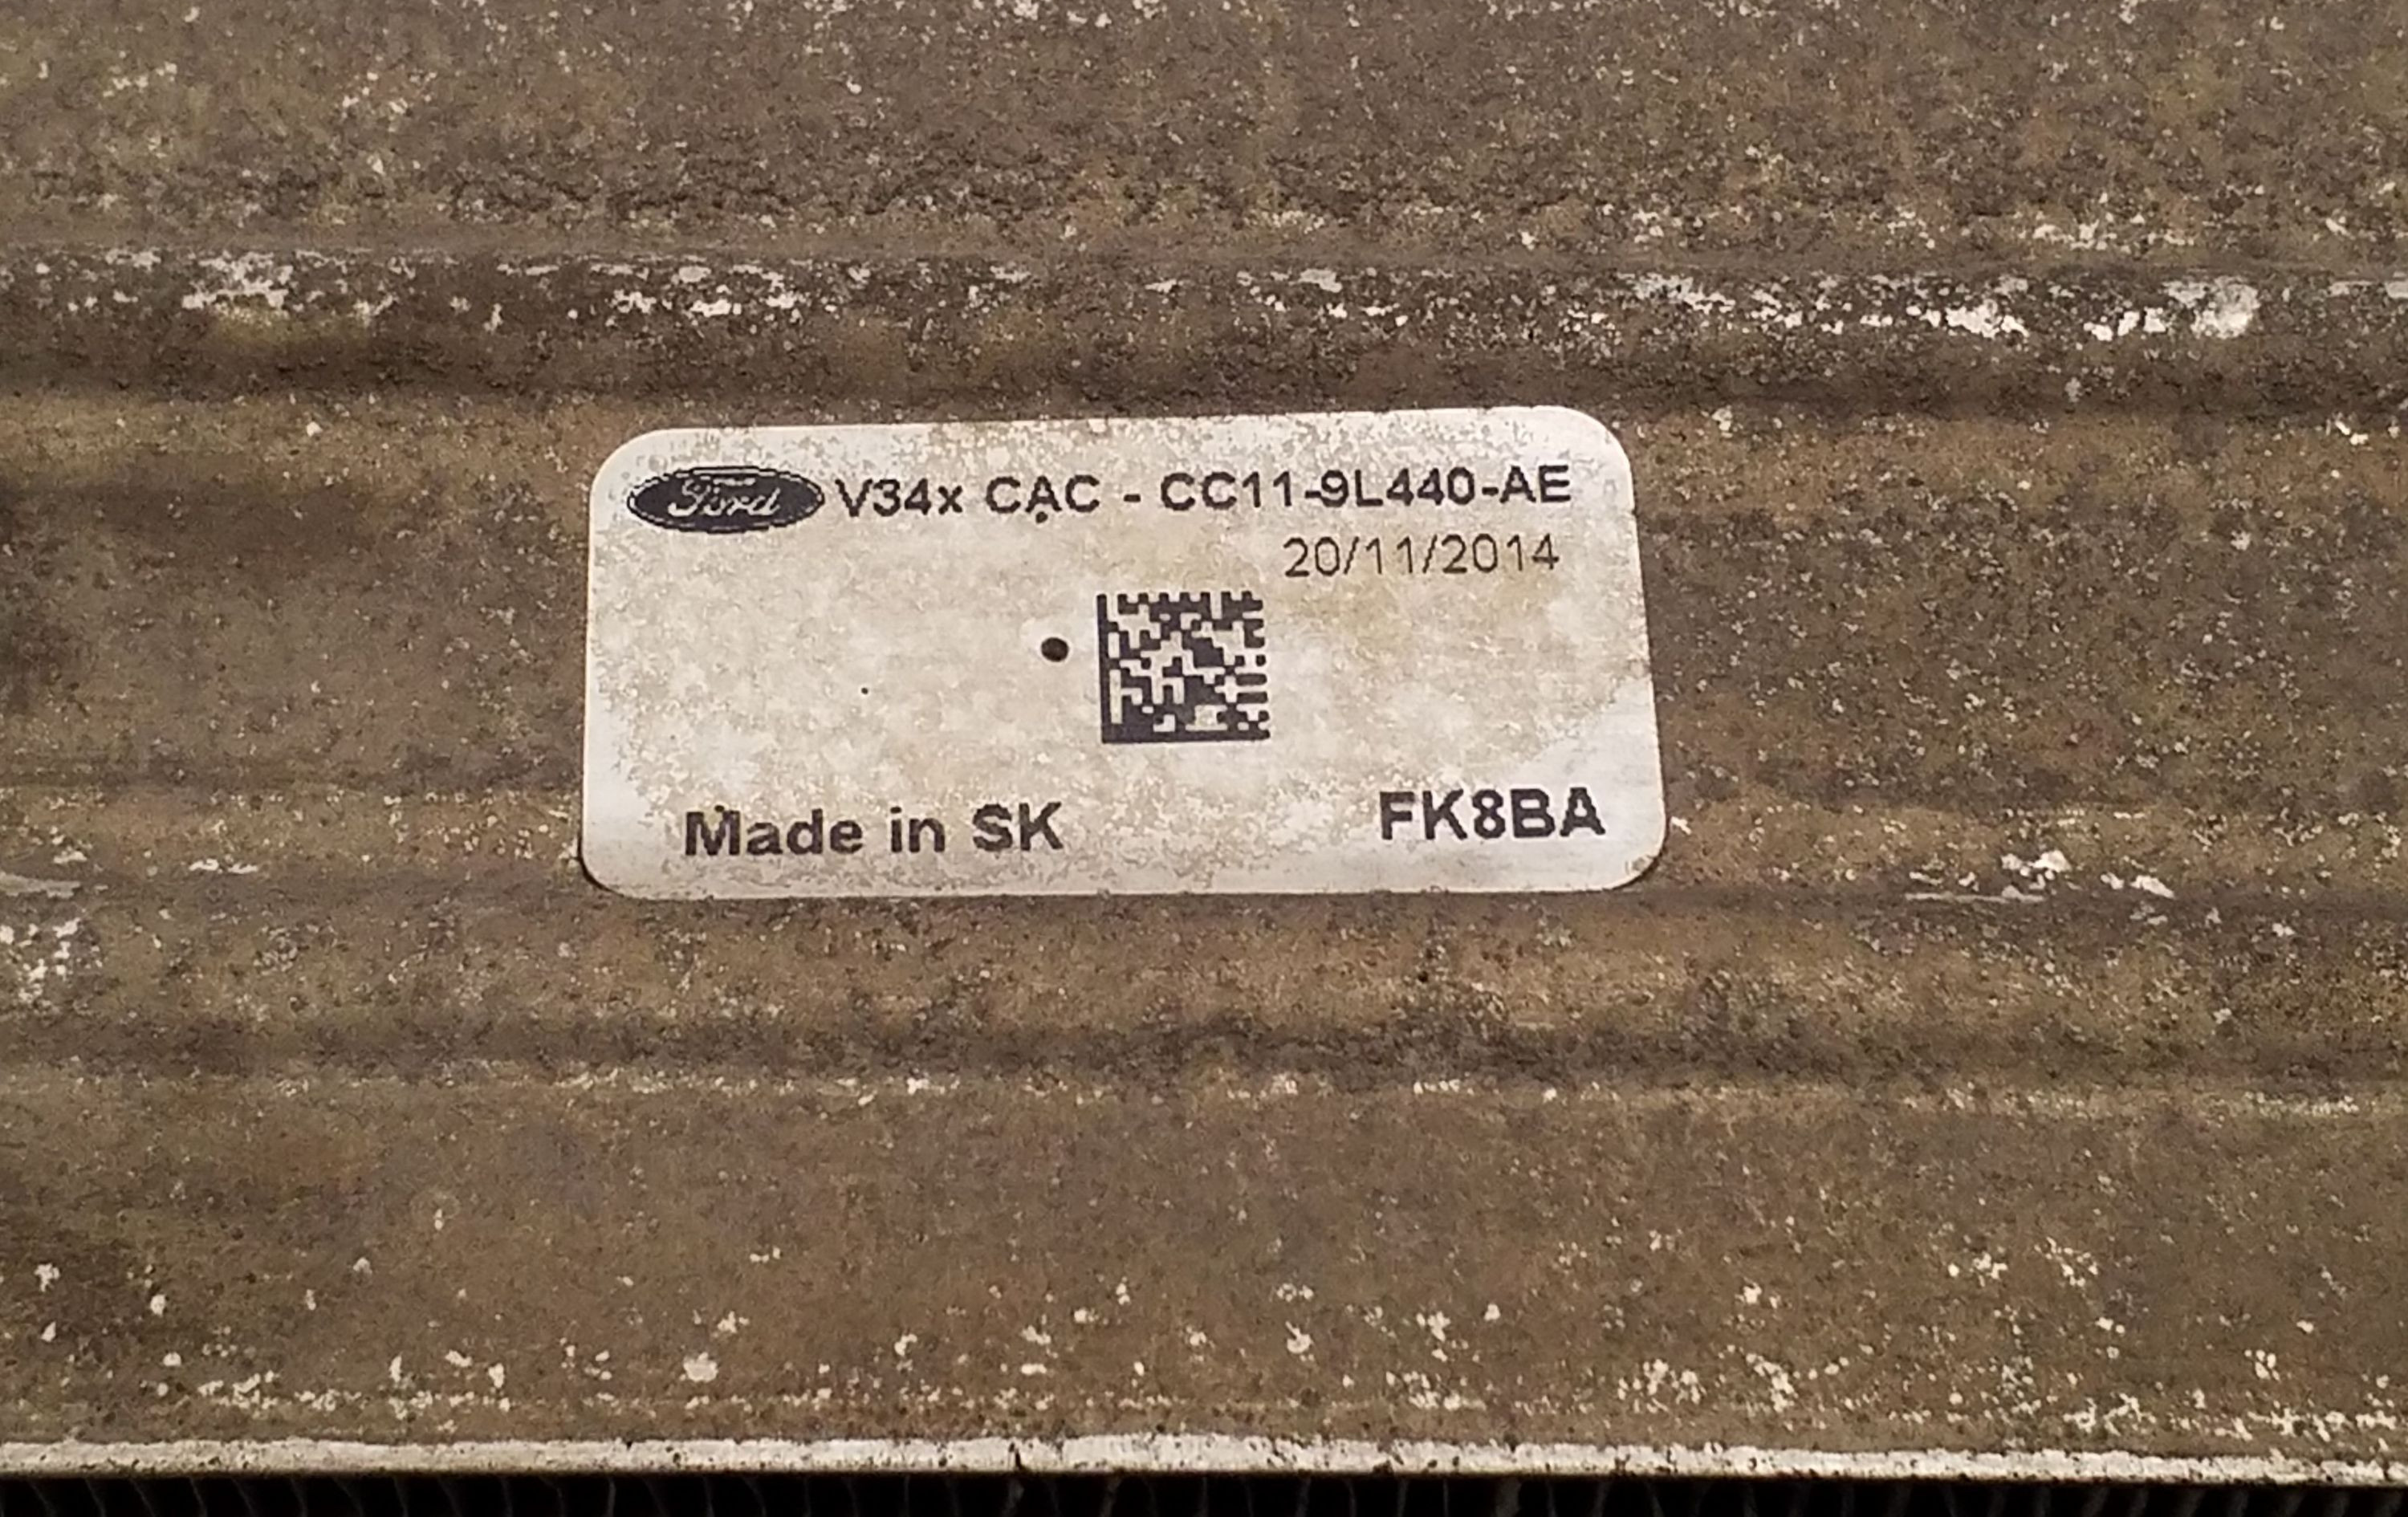 Ford V34x CAC - CC11-9L440-AE
20/11/2014
Made in SK FK8BA